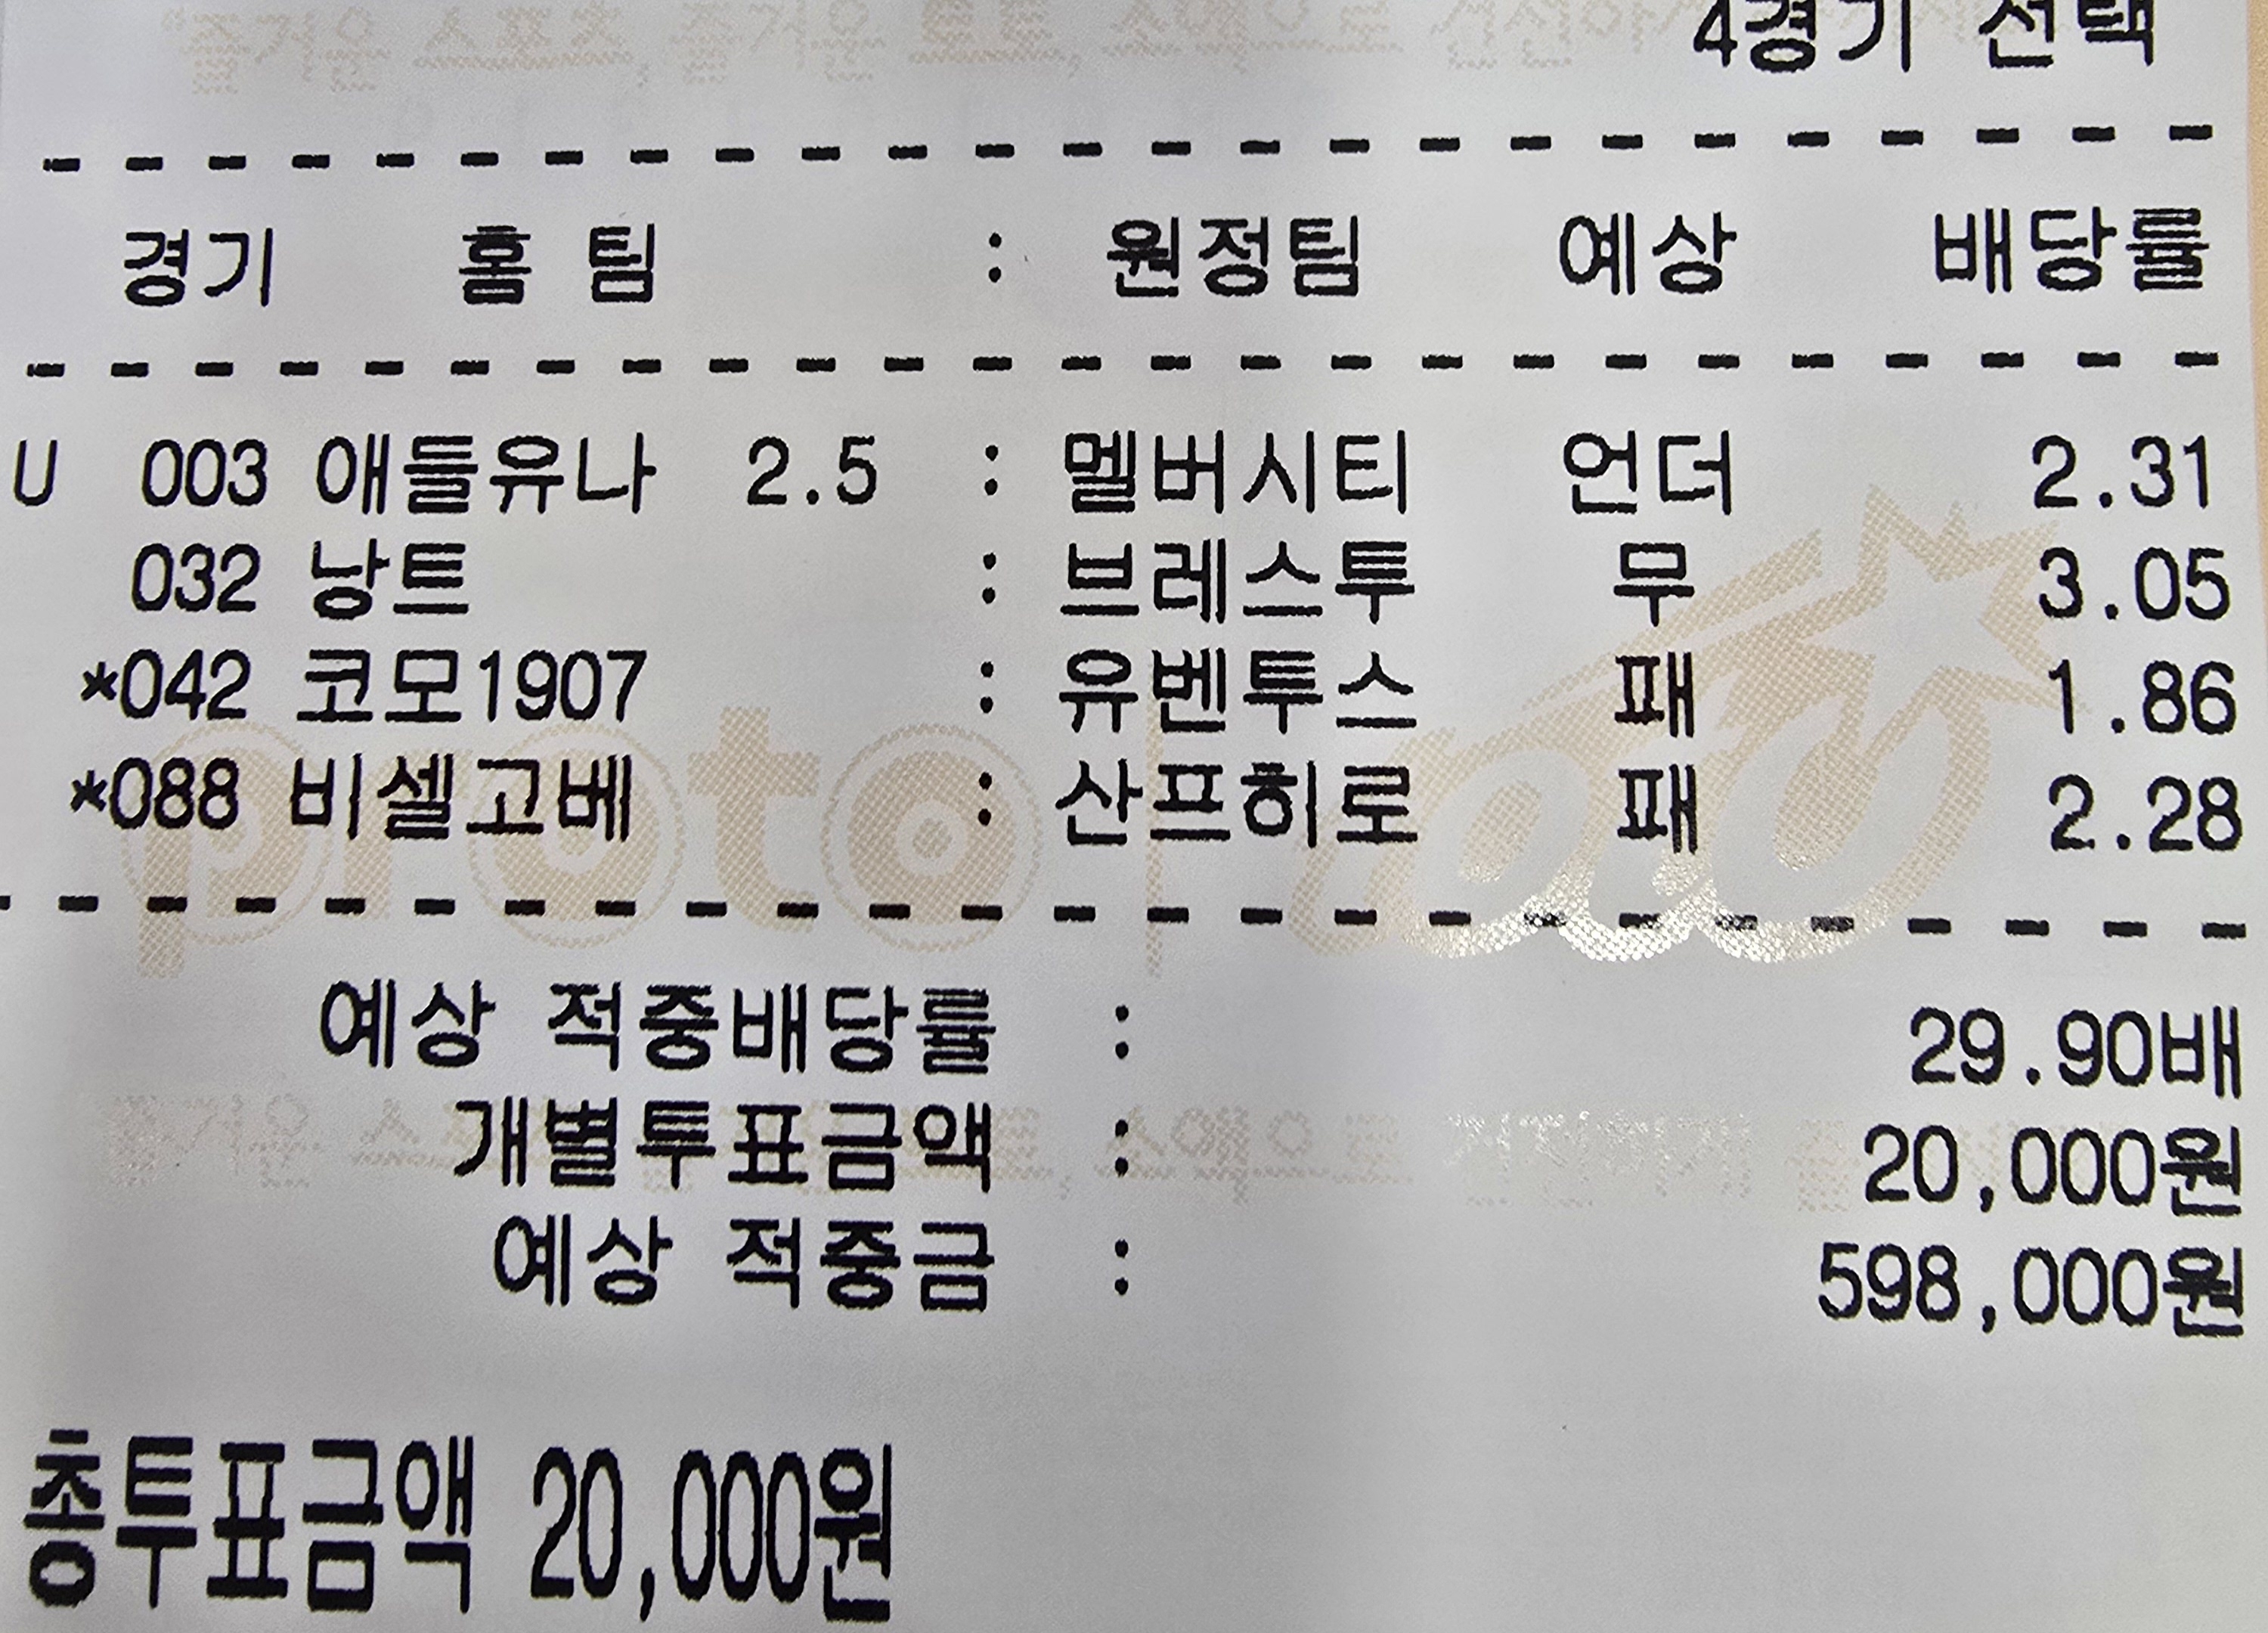 4경기 선택
경기 홈 팀 : 원정팀 예상 배당률
U 003 애들유나 2.5 : 멜버시티 언더 2.31
032 낭트 : 브레스투 무 3.05
*042 코모1907 : 유벤투스 패 1.86
*088 비셀고베 : 산프히로 패 2.28
proto
예상 적중배당률 : 29.90배
개별투표금액 : 20,000원
예상 적중금 : 598,000원
총투표금액 20,000원